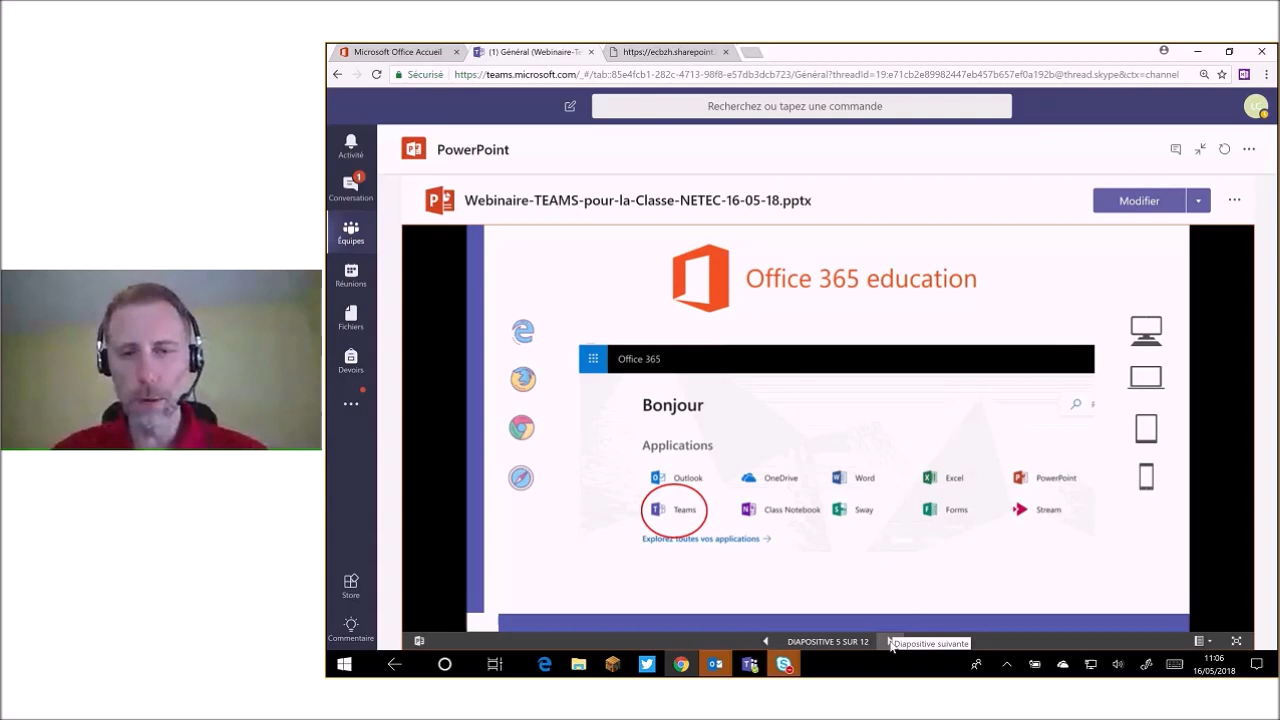 Microsoft Office Accueil
(1) Général (Webinaire-Te
https://ecbzh.sharepoint.
Sécurisé
https://teams.microsoft.com/_#/tab:85e4fcb1-282c-4713-98f8-e57db3dcb723/Général?threadId=19:e71cb2e89982447eb457b657ef0a192b@thread.skype&ctx=channel
Recherchez ou tapez une commande
LC
Activité
1
Conversation
Équipes
Réunions
Fichiers
Devoirs
Store
Commentaire
PowerPoint
Webinaire-TEAMS-pour-la-Classe-NETEC-16-05-18.pptx
Modifier
Office 365 education
Office 365
Bonjour
Applications
Outlook
OneDrive
Word
Excel
PowerPoint
Teams
Class Notebook
Sway
Forms
Stream
Explorez toutes vos applications
DIAPOSITIVE 5 SUR 12
Diapositive suivante
11:06
16/05/2018